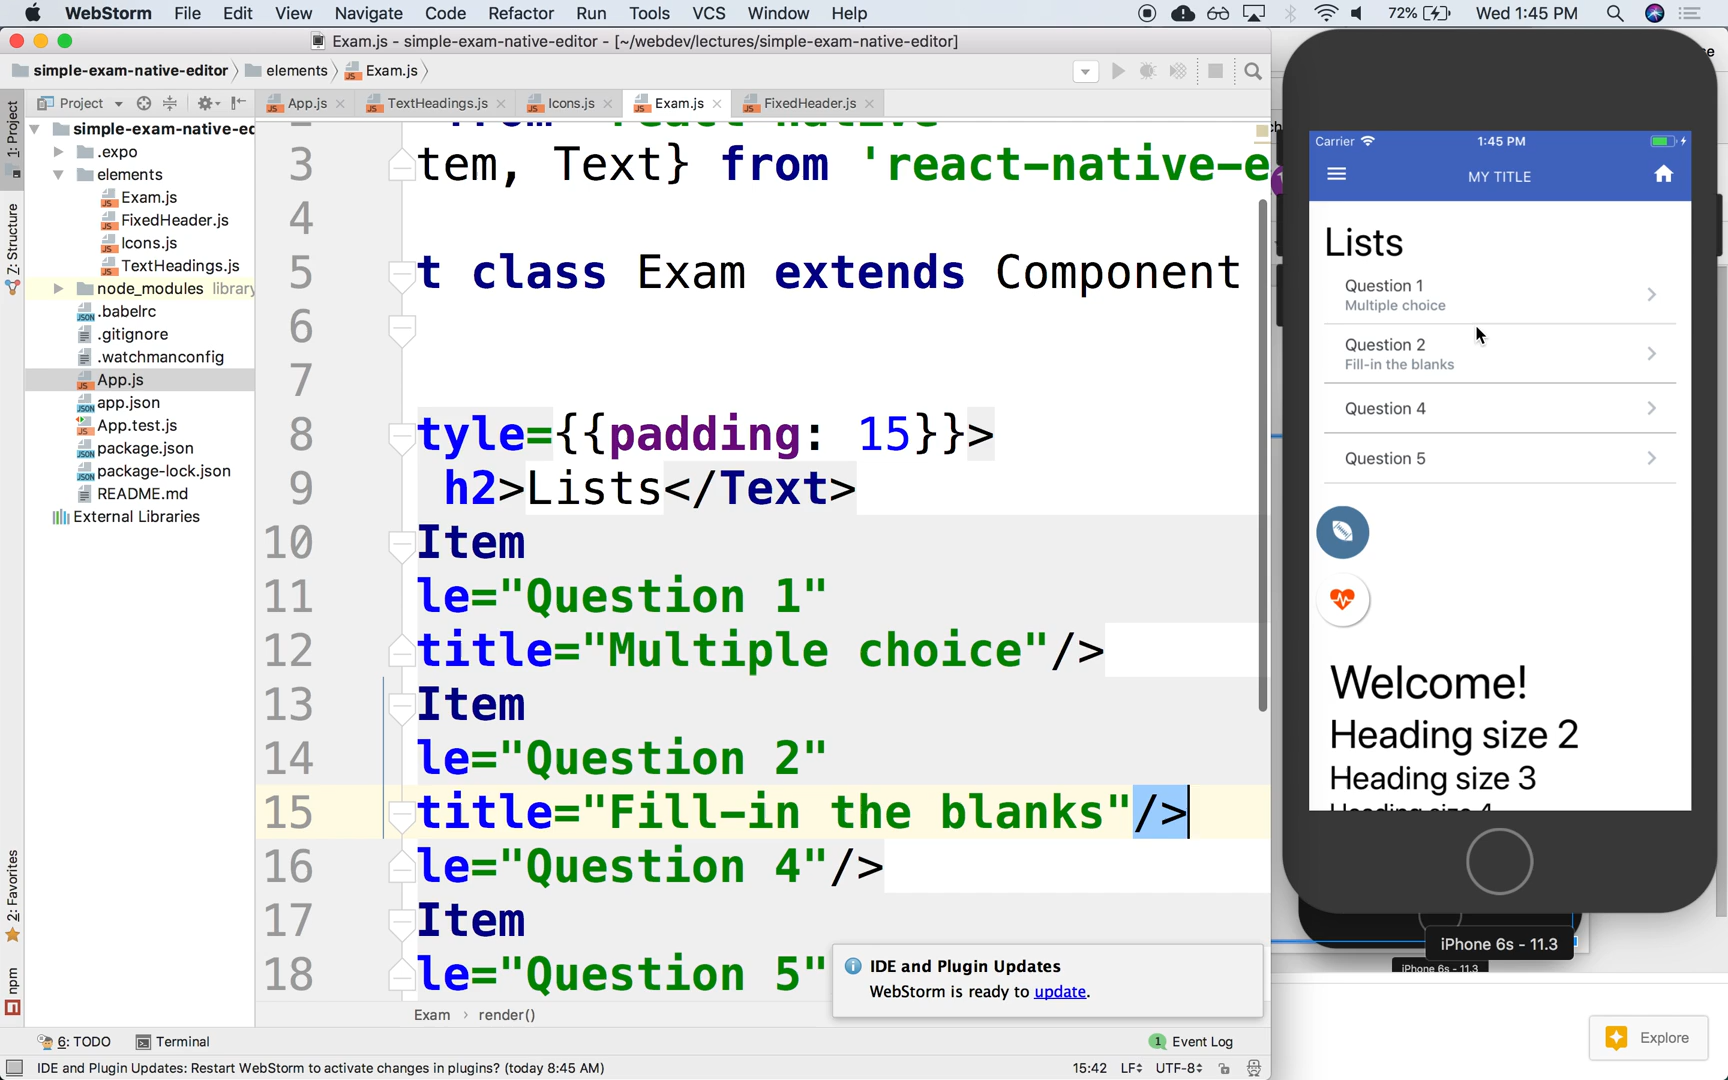 WebStorm File Edit View Navigate Code Refactor Run Tools VCS Window Help
72% Wed 1:45 PM
Exam.js - simple-exam-native-editor - [~/webdev/lectures/simple-exam-native-editor]
simple-exam-native-editor elements Exam.js
Project
App.js TextHeadings.js Icons.js Exam.js FixedHeader.js
1: Project
7: Structure
2: Favorites
npm
simple-exam-native-ec
.expo
elements
Exam.js
FixedHeader.js
Icons.js
TextHeadings.js
node_modules library
.babelrc
.gitignore
.watchmanconfig
App.js
app.json
App.test.js
package.json
package-lock.json
README.md
External Libraries
3 tem, Text} from 'react-native-e
4
5 t class Exam extends Component
6
7
8 tyle={{padding: 15}}>
9 h2>Lists</Text>
10 Item
11 le="Question 1"
12 title="Multiple choice"/>
13 Item
14 le="Question 2"
15 title="Fill-in the blanks"/>
16 le="Question 4"/>
17 Item
18 le="Question 5"
Exam render()
IDE and Plugin Updates
WebStorm is ready to update.
6: TODO Terminal
1 Event Log
IDE and Plugin Updates: Restart WebStorm to activate changes in plugins? (today 8:45 AM)
15:42 LF UTF-8
Carrier 1:45 PM
MY TITLE
Lists
Question 1
Multiple choice
Question 2
Fill-in the blanks
Question 4
Question 5
Welcome!
Heading size 2
Heading size 3
iPhone 6s - 11.3
iPhone 6s - 11.3
Explore